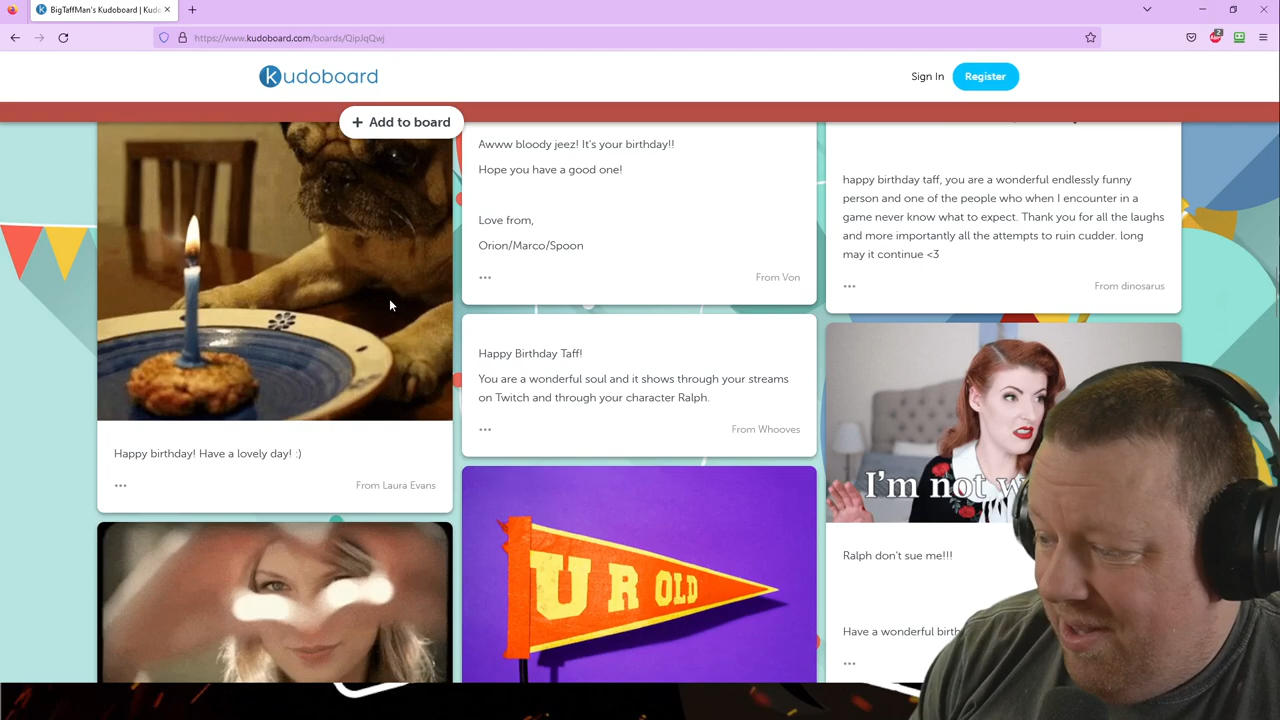 BigTaffMan's Kudoboard | Kud
https://www.kudoboard.com/boards/QipJqQwj
2
kudoboard
Sign In
Register
+ Add to board
Happy birthday! Have a lovely day! :)
From Laura Evans
Awww bloody jeez! It's your birthday!!
Hope you have a good one!
Love from,
Orion/Marco/Spoon
From Von
Happy Birthday Taff!
You are a wonderful soul and it shows through your streams
on Twitch and through your character Ralph.
From Whooves
U R OLD
happy birthday taff, you are a wonderful endlessly funny
person and one of the people who when I encounter in a
game never know what to expect. Thank you for all the laughs
and more importantly all the attempts to ruin cudder. long
may it continue <3
From dinosarus
I'm not w
Ralph don't sue me!!!
Have a wonderful birth